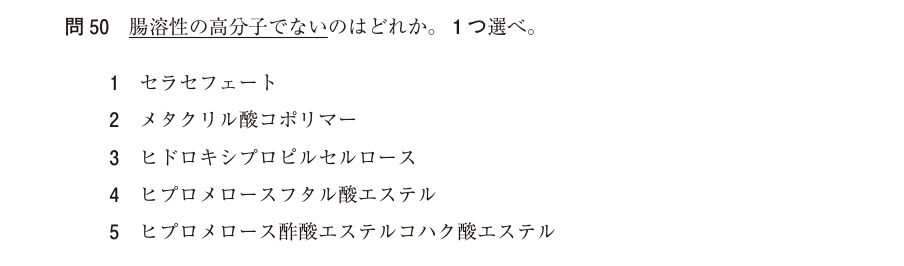 問50 腸溶性の高分子でないのはどれか。1つ選べ。
1 セラセフェート
2 メタクリル酸コポリマー
3 ヒドロキシプロピルセルロース
4 ヒプロメロースフタル酸エステル
5 ヒプロメロース酢酸エステルコハク酸エステル